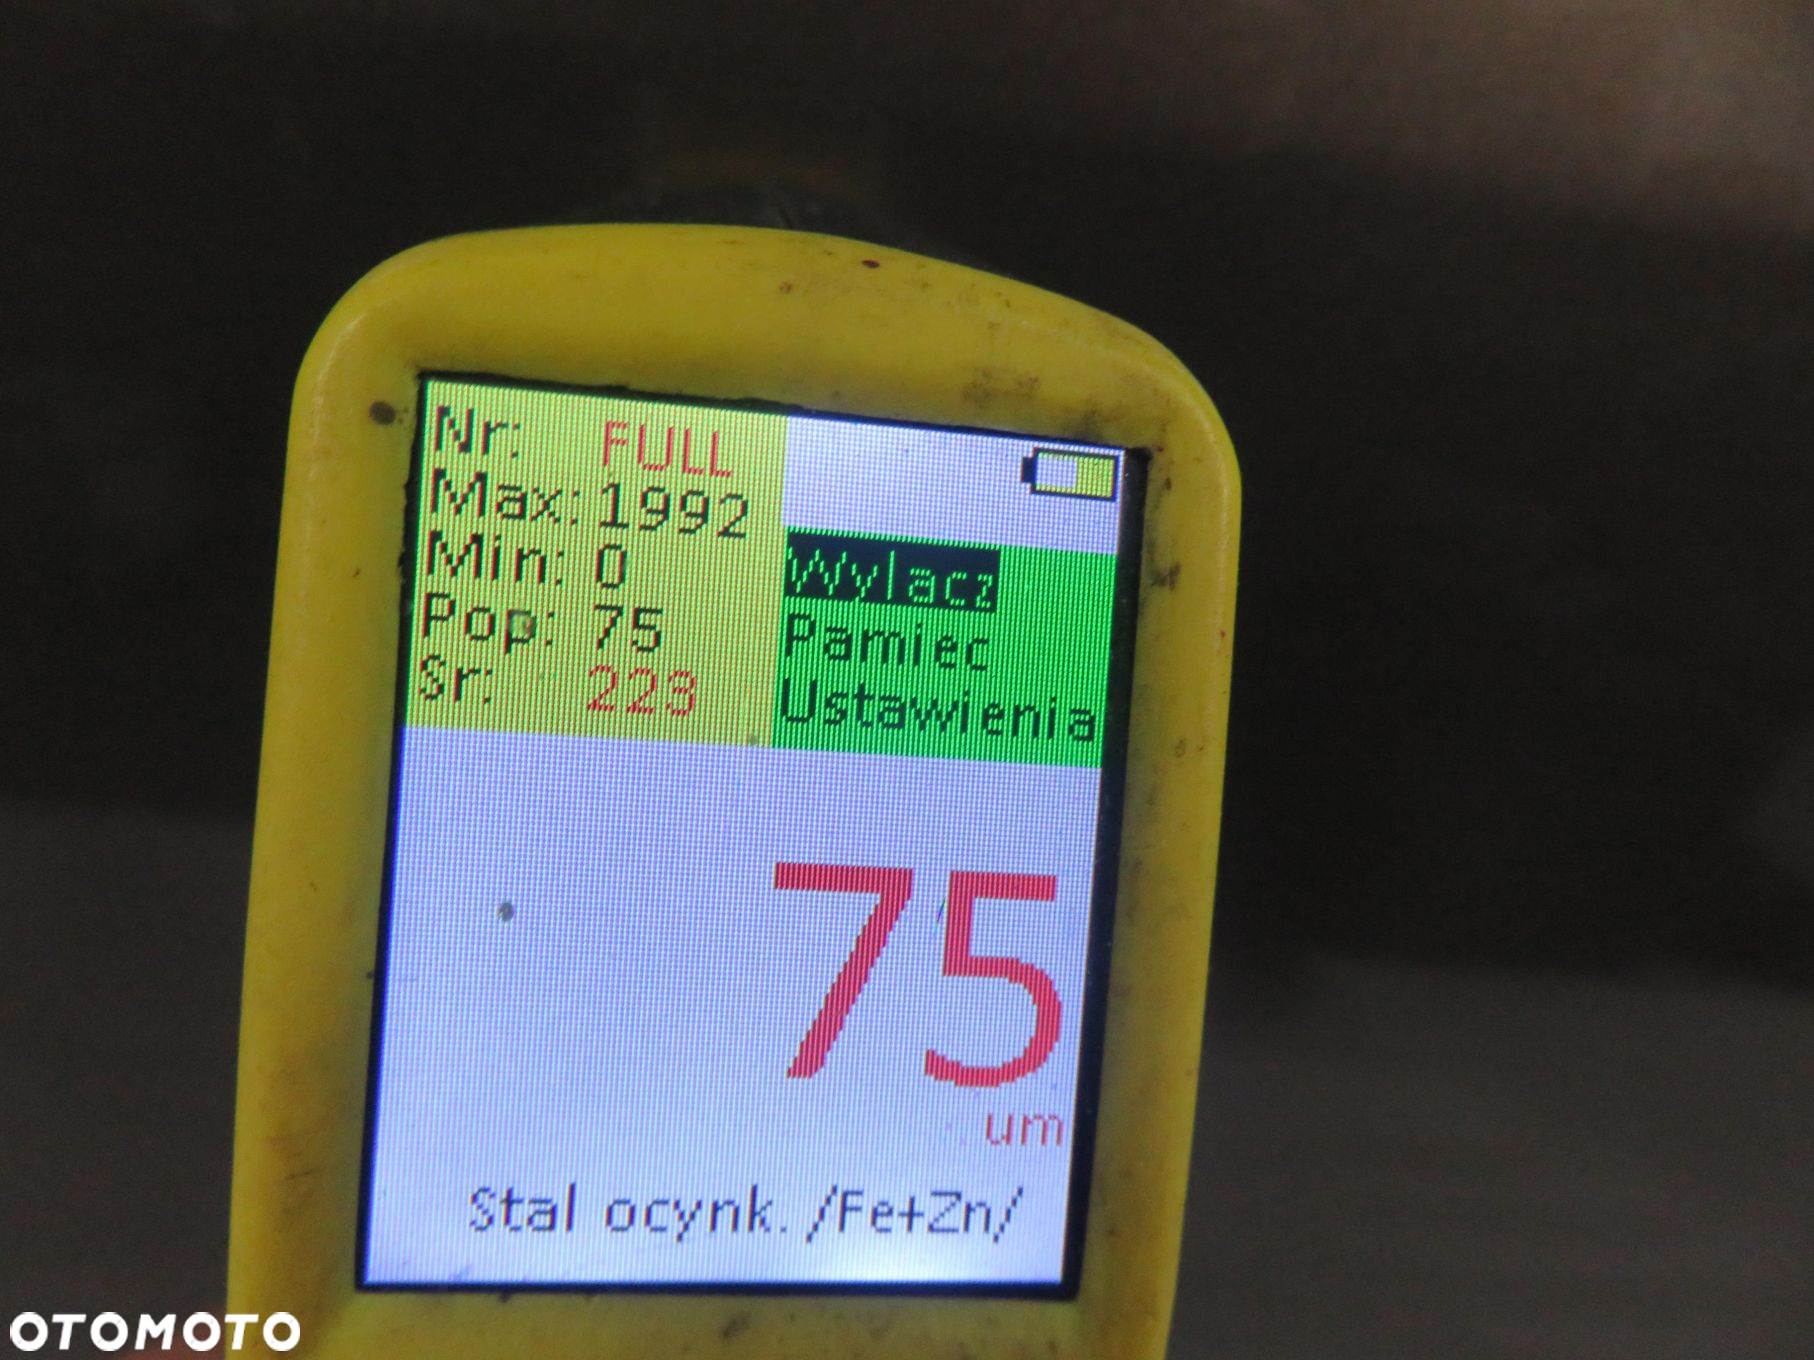 Nr: FULL
Max: 1992
Min: 0
Pop: 75
Sr: 223
Wylacz
Pamiec
Ustawienia
75
um
Stal ocynk. /Fe+Zn/
OTOMOTO